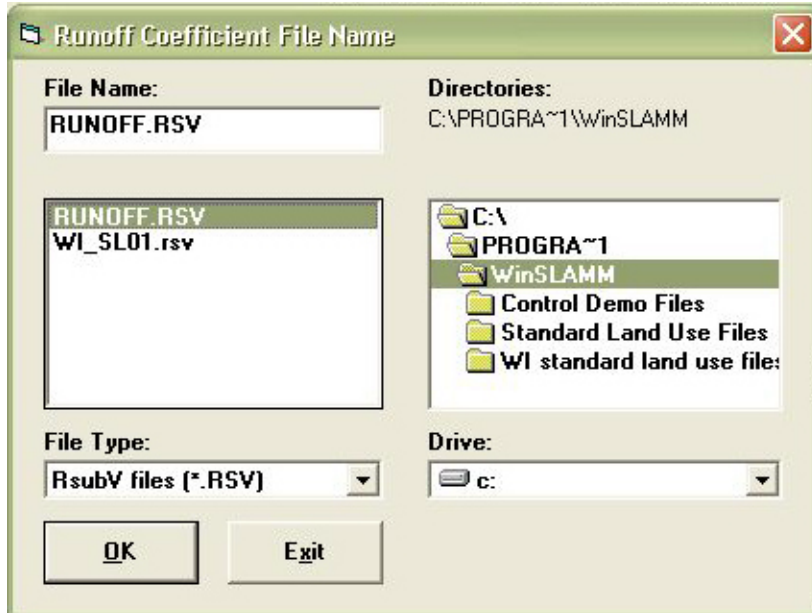 Runoff Coefficient File Name
File Name:
RUNOFF.RSV
Directories:
C:\PROGRA~1\WinSLAMM
RUNOFF.RSV
WI_SL01.rsv
C:\
PROGRA~1
WinSLAMM
Control Demo Files
Standard Land Use Files
WI standard land use files
File Type:
RsubV files (*.RSV)
Drive:
c:
OK
Exit